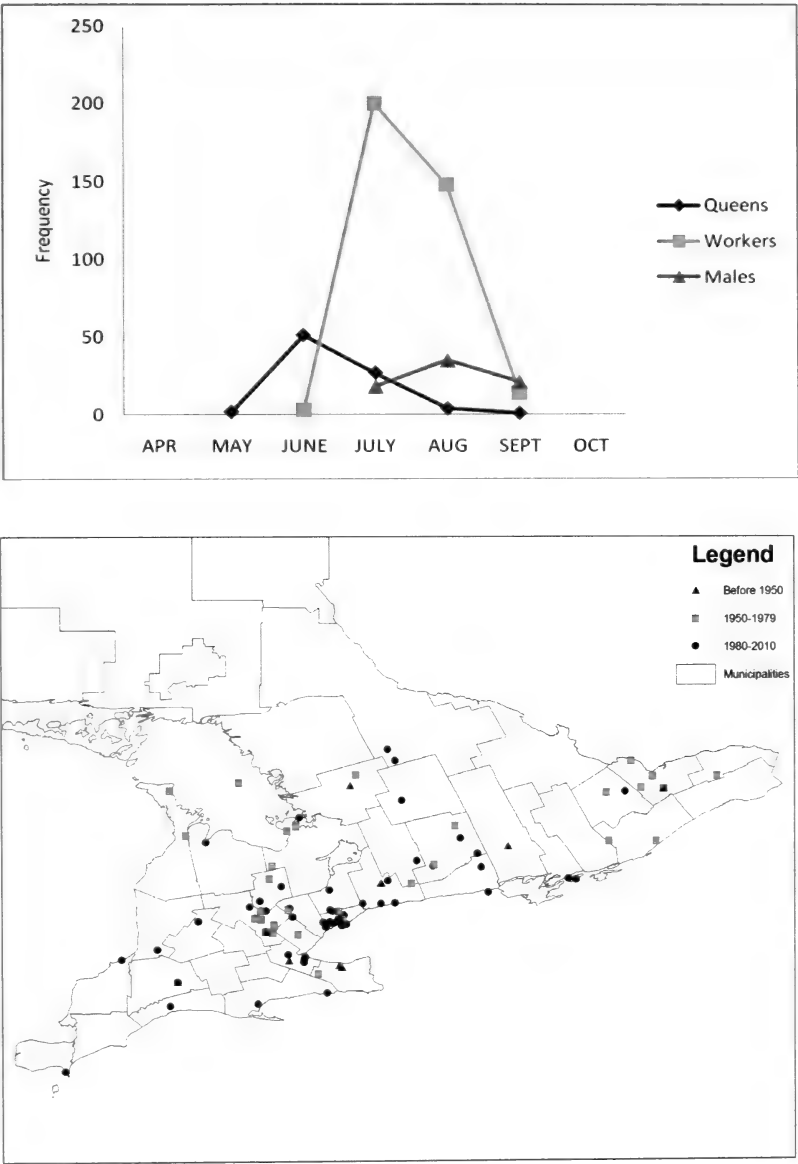 250
200
150
100
50
0
Frequency
APR MAY JUNE JULY AUG SEPT OCT
Queens
Workers
Males
Legend
Before 1950
1950-1979
1980-2010
Municipalities